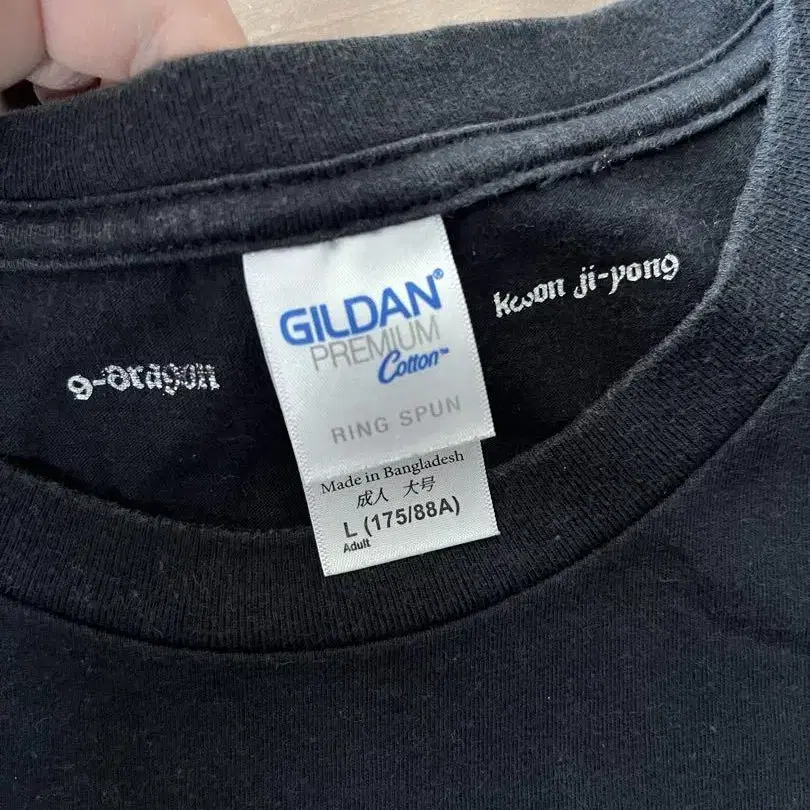 g-dragon
GILDAN®
PREMIUM
Cotton™
RING SPUN
Made in Bangladesh
成人 大号
L (175/88A)
Adult
kwon ji-yong